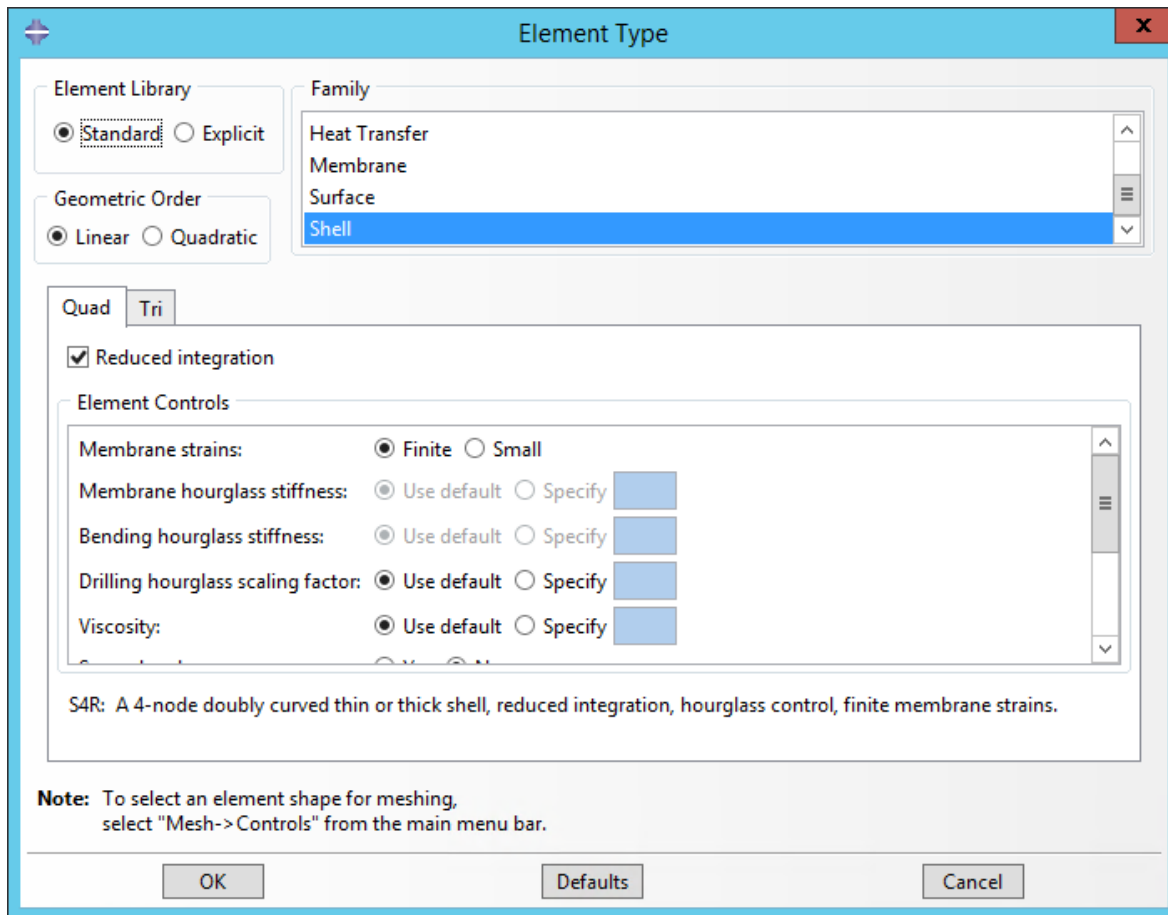 Element Type
x
Element Library
Standard Explicit
Family
Heat Transfer
Membrane
Surface
Shell
Geometric Order
Linear Quadratic
Quad Tri
Reduced integration
Element Controls
Membrane strains: Finite Small
Membrane hourglass stiffness: Use default Specify
Bending hourglass stiffness: Use default Specify
Drilling hourglass scaling factor: Use default Specify
Viscosity: Use default Specify
S4R: A 4-node doubly curved thin or thick shell, reduced integration, hourglass control, finite membrane strains.
Note: To select an element shape for meshing,
select "Mesh->Controls" from the main menu bar.
OK Defaults Cancel